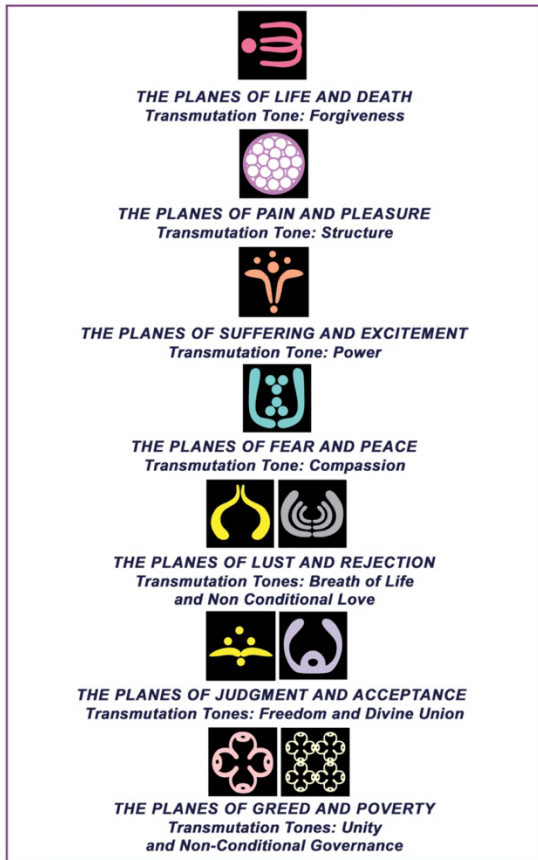 THE PLANES OF LIFE AND DEATH
Transmutation Tone: Forgiveness
THE PLANES OF PAIN AND PLEASURE
Transmutation Tone: Structure
THE PLANES OF SUFFERING AND EXCITEMENT
Transmutation Tone: Power
THE PLANES OF FEAR AND PEACE
Transmutation Tone: Compassion
THE PLANES OF LUST AND REJECTION
Transmutation Tones: Breath of Life
and Non Conditional Love
THE PLANES OF JUDGMENT AND ACCEPTANCE
Transmutation Tones: Freedom and Divine Union
THE PLANES OF GREED AND POVERTY
Transmutation Tones: Unity
and Non-Conditional Governance